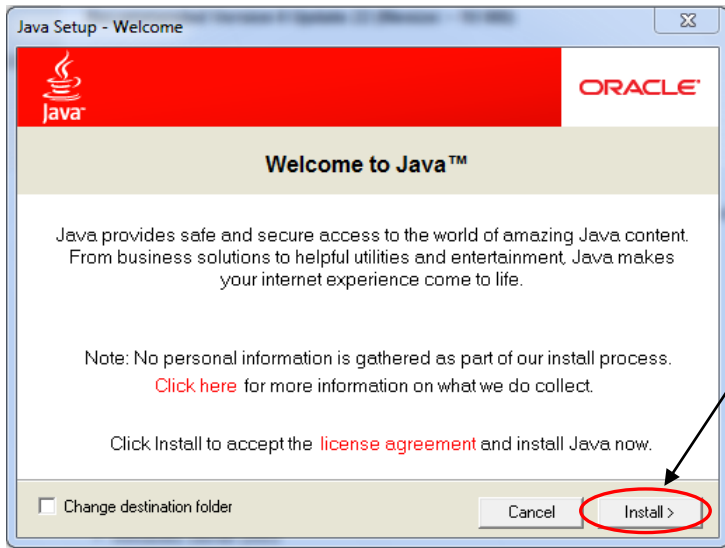 Java Setup - Welcome
Java™
ORACLE®
Welcome to Java™
Java provides safe and secure access to the world of amazing Java content.
From business solutions to helpful utilities and entertainment, Java makes
your internet experience come to life.
Note: No personal information is gathered as part of our install process.
Click here for more information on what we do collect.
Click Install to accept the license agreement and install Java now.
Change destination folder
Cancel
Install >